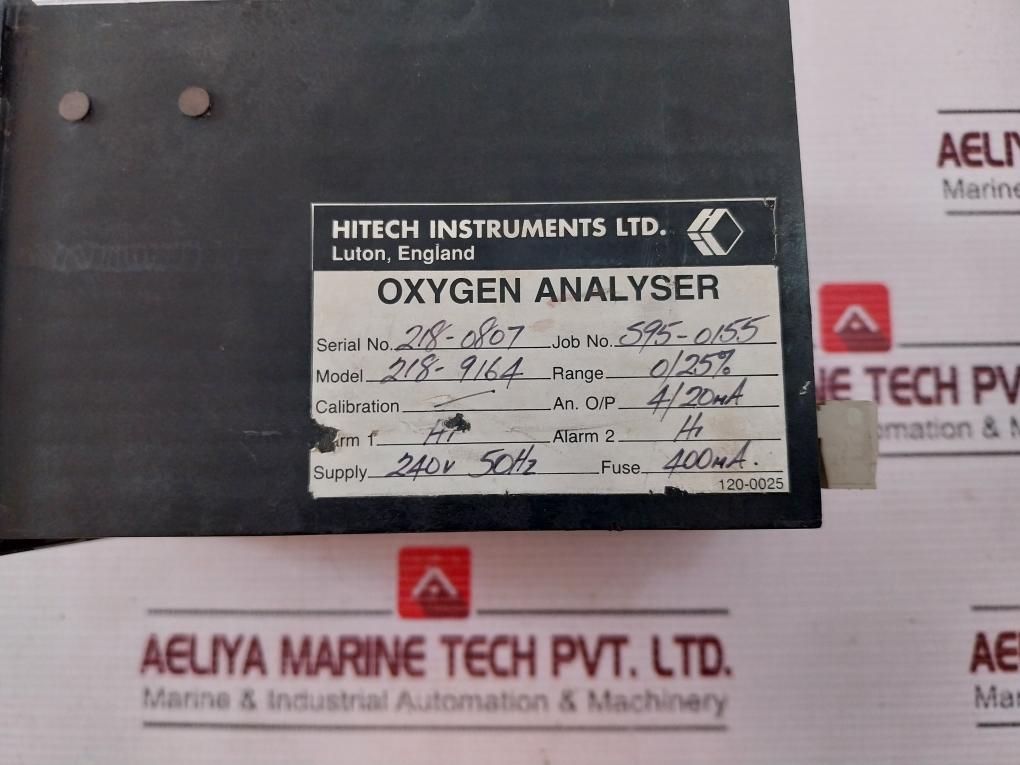 HITECH INSTRUMENTS LTD.
Luton, England
OXYGEN ANALYSER
Serial No. 218-0807 Job No. S95-0155
Model 218-9164 Range 0/25%
Calibration An. O/P 4/20mA
arm 1 Hi Alarm 2 Hi
Supply 240V 50Hz Fuse 400mA.
120-0025
AELIY
Marine
NE TECH PV
omation & M
AELIYA MARINE TECH PVT. LTD.
Marine & Industrial Automation & Machinery
AE
Mar